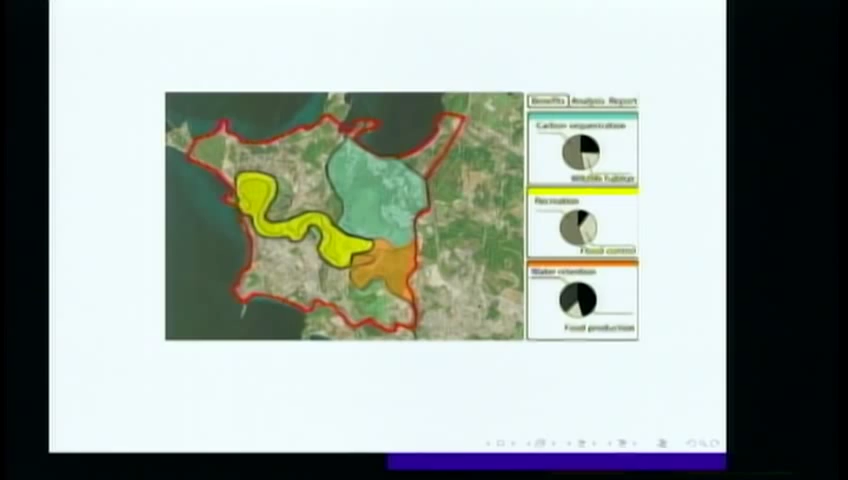 Benefits Analysis Report
Carbon sequestration
Wildlife habitat
Recreation
Flood control
Water retention
Food production